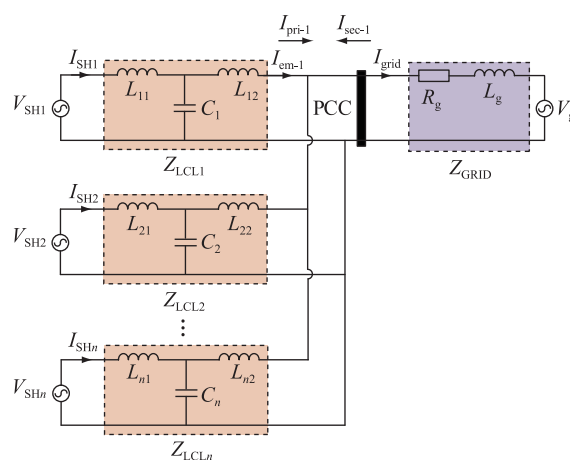 I_pri-1 I_sec-1
I_SH1 I_em-1 I_grid
L_11 L_12 R_g L_g
V_SH1 C_1 PCC V_g
Z_LCL1 Z_GRID
I_SH2
L_21 L_22
V_SH2 C_2
Z_LCL2
⋮
I_SHn
L_n1 L_n2
V_SHn C_n
Z_LCLn